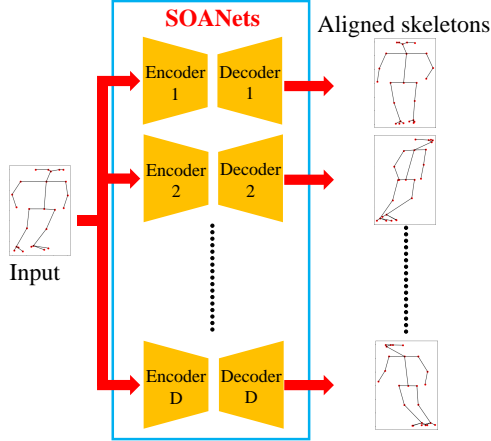 SOANets
Aligned skeletons
Encoder
1
Decoder
1
Encoder
2
Decoder
2
Input
Encoder
D
Decoder
D